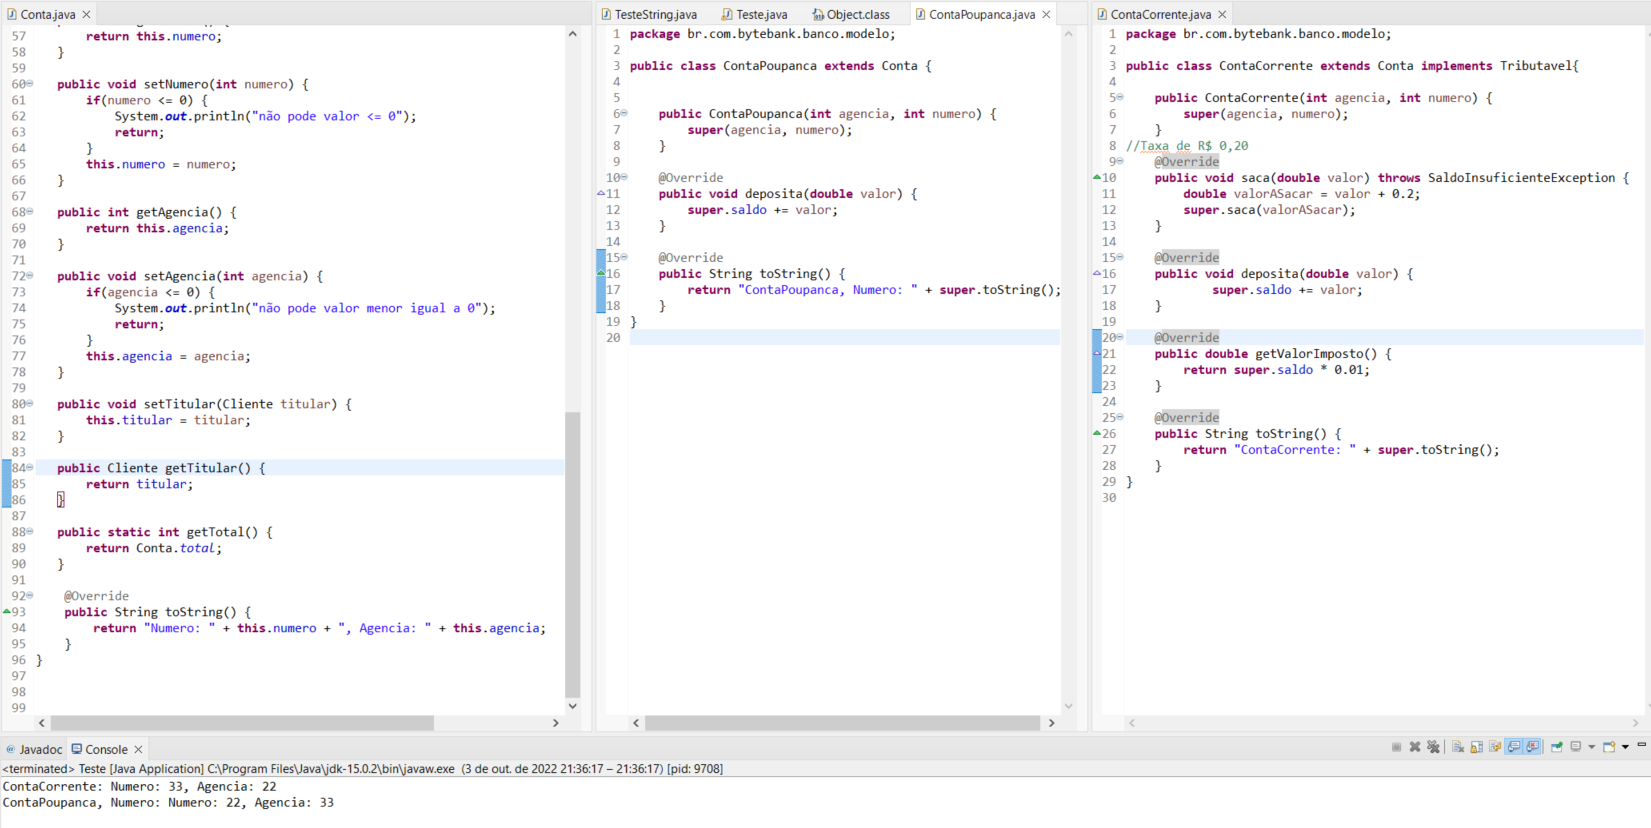 Conta.java
57 return this.numero;
58 }
59
60 public void setNumero(int numero) {
61 if(numero <= 0) {
62 System.out.println("não pode valor <= 0");
63 return;
64 }
65 this.numero = numero;
66 }
67
68 public int getAgencia() {
69 return this.agencia;
70 }
71
72 public void setAgencia(int agencia) {
73 if(agencia <= 0) {
74 System.out.println("não pode valor menor igual a 0");
75 return;
76 }
77 this.agencia = agencia;
78 }
79
80 public void setTitular(Cliente titular) {
81 this.titular = titular;
82 }
83
84 public Cliente getTitular() {
85 return titular;
86 }
87
88 public static int getTotal() {
89 return Conta.total;
90 }
91
92 @Override
93 public String toString() {
94 return "Numero: " + this.numero + ", Agencia: " + this.agencia;
95 }
96 }
97
98
99
TesteString.java Teste.java Object.class ContaPoupanca.java
1 package br.com.bytebank.banco.modelo;
2
3 public class ContaPoupanca extends Conta {
4
5
6 public ContaPoupanca(int agencia, int numero) {
7 super(agencia, numero);
8 }
9
10 @Override
11 public void deposita(double valor) {
12 super.saldo += valor;
13 }
14
15 @Override
16 public String toString() {
17 return "ContaPoupanca, Numero: " + super.toString();
18 }
19 }
20
ContaCorrente.java
1 package br.com.bytebank.banco.modelo;
2
3 public class ContaCorrente extends Conta implements Tributavel{
4
5 public ContaCorrente(int agencia, int numero) {
6 super(agencia, numero);
7 }
8 //Taxa de R$ 0,20
9 @Override
10 public void saca(double valor) throws SaldoInsuficienteException {
11 double valorASacar = valor + 0.2;
12 super.saca(valorASacar);
13 }
14
15 @Override
16 public void deposita(double valor) {
17 super.saldo += valor;
18 }
19
20 @Override
21 public double getValorImposto() {
22 return super.saldo * 0.01;
23 }
24
25 @Override
26 public String toString() {
27 return "ContaCorrente: " + super.toString();
28 }
29 }
30
Javadoc Console
<terminated> Teste [Java Application] C:\Program Files\Java\jdk-15.0.2\bin\javaw.exe (3 de out. de 2022 21:36:17 – 21:36:17) [pid: 9708]
ContaCorrente: Numero: 33, Agencia: 22
ContaPoupanca, Numero: Numero: 22, Agencia: 33